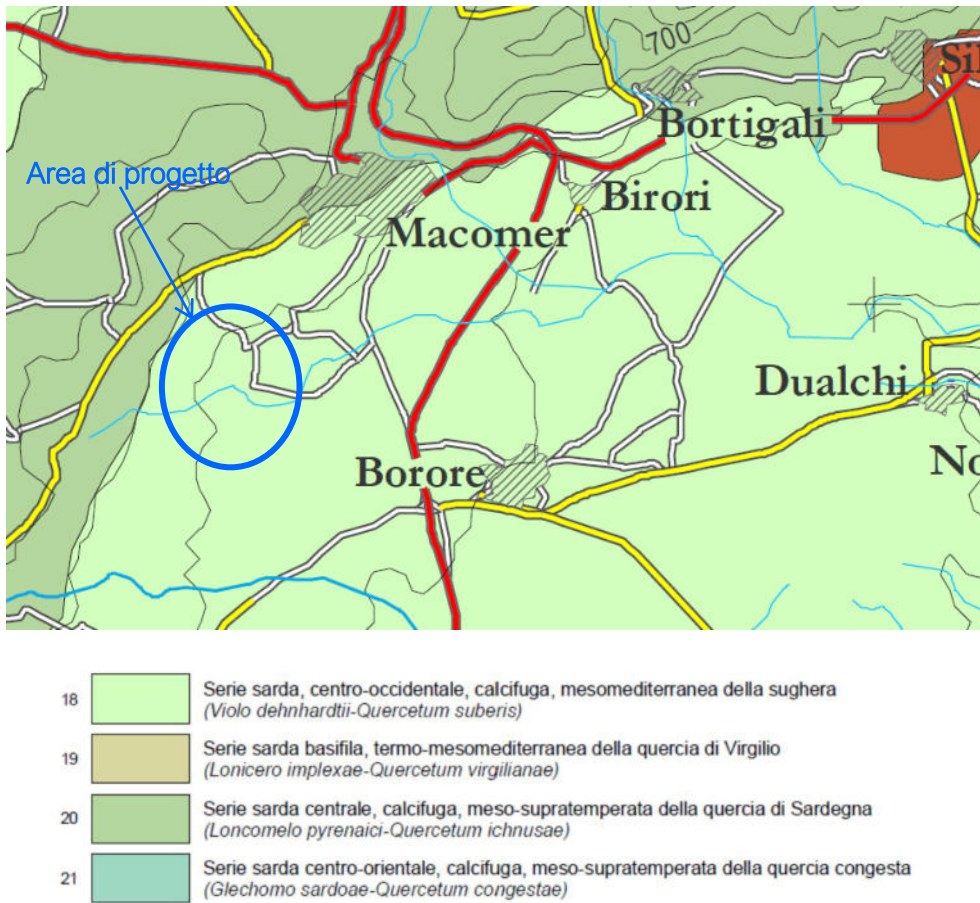 700
Sil
Bortigali
Area di progetto
Birori
Macomer
Dualchi
No
Borore
18 Serie sarda, centro-occidentale, calcifuga, mesomediterranea della sughera
(Violo dehnhardtii-Quercetum suberis)
19 Serie sarda basifila, termo-mesomediterranea della quercia di Virgilio
(Lonicero implexae-Quercetum virgilianae)
20 Serie sarda centrale, calcifuga, meso-supratemperata della quercia di Sardegna
(Loncomelo pyrenaici-Quercetum ichnusae)
21 Serie sarda centro-orientale, calcifuga, meso-supratemperata della quercia congesta
(Glechomo sardoae-Quercetum congestae)